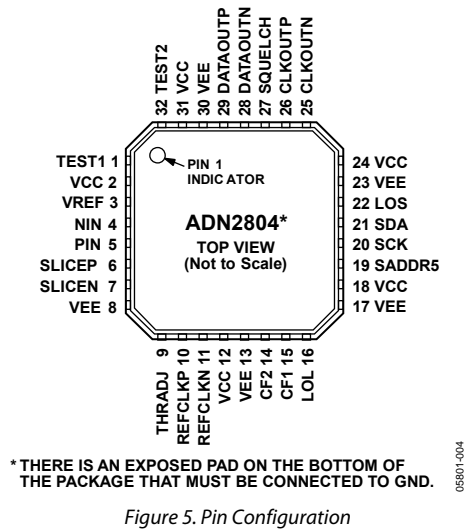 32 TEST2
31 VCC
30 VEE
29 DATAOUTP
28 DATAOUTN
27 SQUELCH
26 CLKOUTP
25 CLKOUTN
TEST1 1
VCC 2
VREF 3
NIN 4
PIN 5
SLICEP 6
SLICEN 7
VEE 8
PIN 1
INDIC ATOR
ADN2804*
TOP VIEW
(Not to Scale)
24 VCC
23 VEE
22 LOS
21 SDA
20 SCK
19 SADDR5
18 VCC
17 VEE
THRADJ 9
REFCLKP 10
REFCLKN 11
VCC 12
VEE 13
CF2 14
CF1 15
LOL 16
* THERE IS AN EXPOSED PAD ON THE BOTTOM OF
THE PACKAGE THAT MUST BE CONNECTED TO GND.
05801-004
Figure 5. Pin Configuration